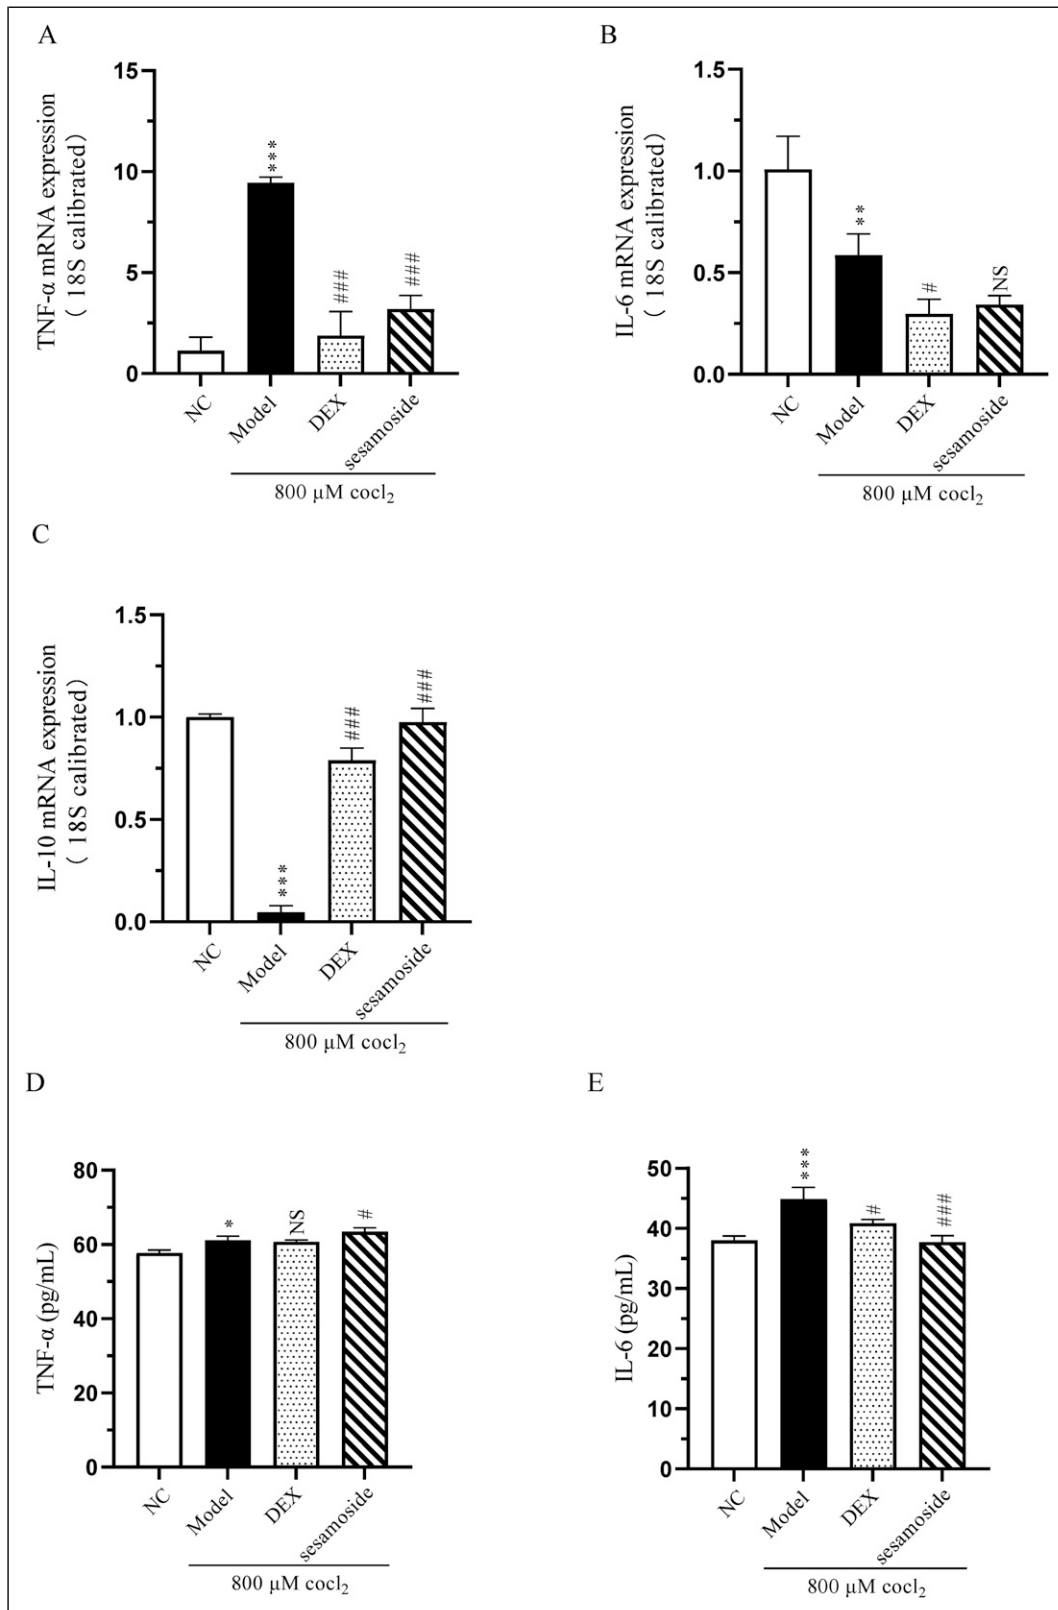 A
TNF-α mRNA expression
( 18S calibrated)
15
10
5
0
***
###
###
NC
Model
DEX
sesamoside
800 μM cocl₂
B
IL-6 mRNA expression
( 18S calibrated)
1.5
1.0
0.5
0.0
**
#
NS
NC
Model
DEX
sesamoside
800 μM cocl₂
C
IL-10 mRNA expression
( 18S calibrated)
1.5
1.0
0.5
0.0
***
###
###
NC
Model
DEX
sesamoside
800 μM cocl₂
D
TNF-α (pg/mL)
80
60
40
20
0
*
NS
#
NC
Model
DEX
sesamoside
800 μM cocl₂
E
IL-6 (pg/mL)
50
40
30
20
10
0
***
#
###
NC
Model
DEX
sesamoside
800 μM cocl₂